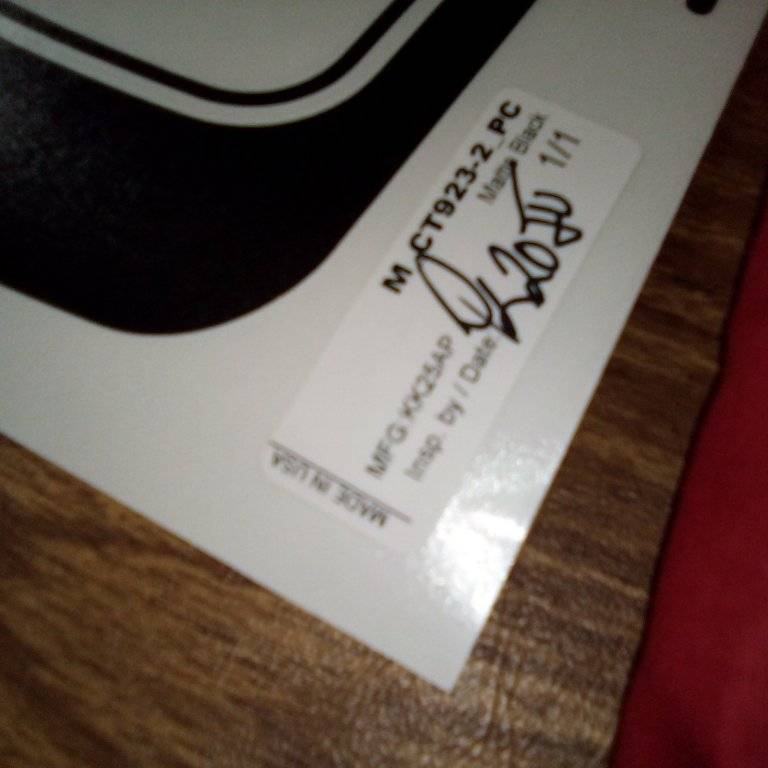 M_CT923-2_PC
Matte Black
1/1
MFG KK25AP
Insp. by / Date
MADE IN USA